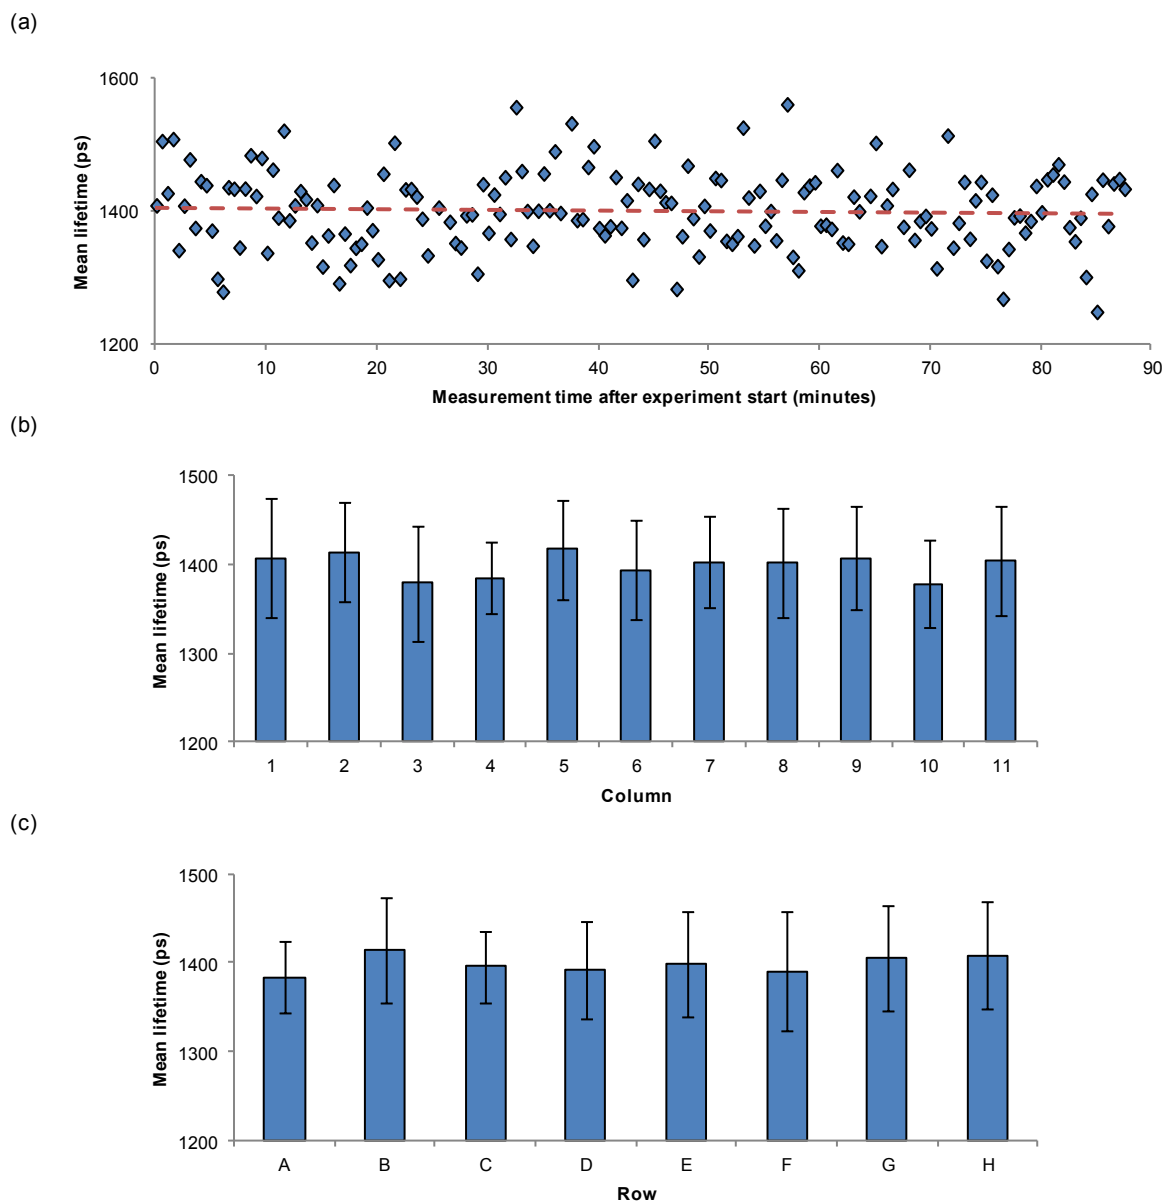 (a)
1600
1400
1200
Mean lifetime (ps)
0 10 20 30 40 50 60 70 80 90
Measurement time after experiment start (minutes)
(b)
1500
1400
1300
1200
Mean lifetime (ps)
1 2 3 4 5 6 7 8 9 10 11
Column
(c)
1500
1400
1300
1200
Mean lifetime (ps)
A B C D E F G H
Row